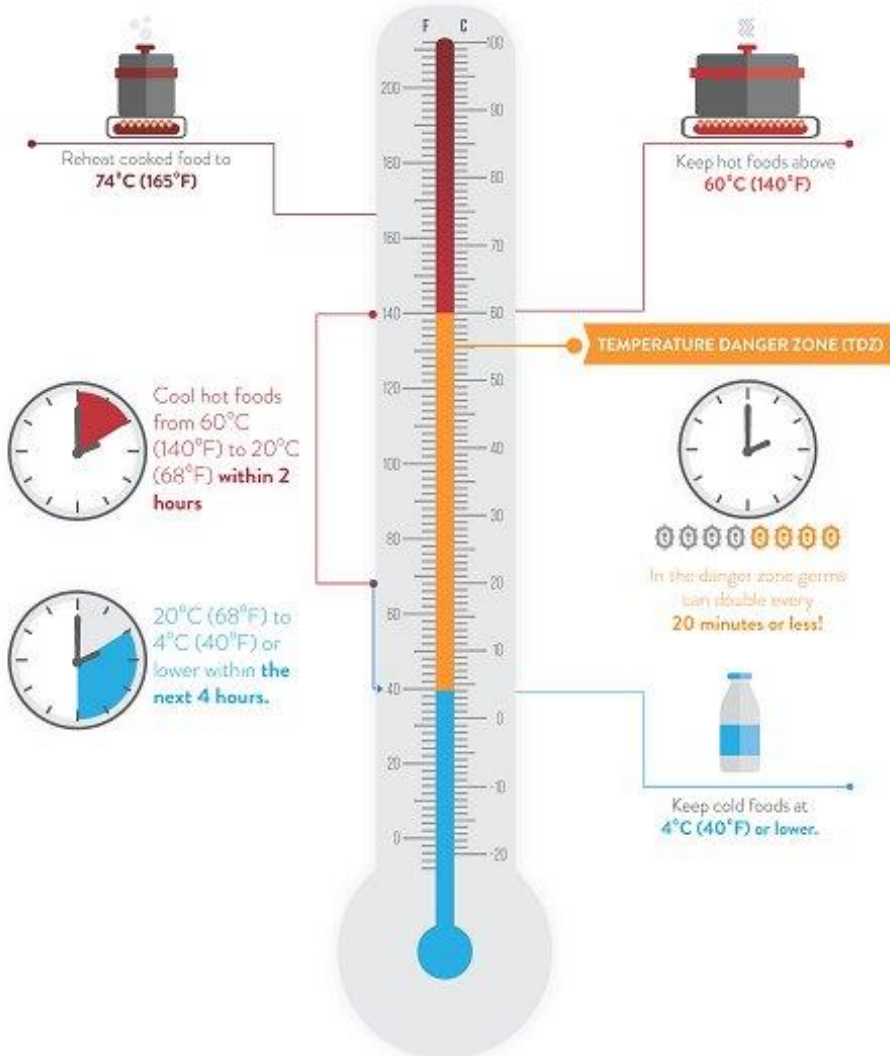 F C
Reheat cooked food to
74°C (165°F)
Keep hot foods above
60°C (140°F)
TEMPERATURE DANGER ZONE (TDZ)
Cool hot foods
from 60°C
(140°F) to 20°C
(68°F) within 2
hours
In the danger zone germs
can double every
20 minutes or less!
20°C (68°F) to
4°C (40°F) or
lower within the
next 4 hours.
Keep cold foods at
4°C (40°F) or lower.
200
180
160
140
120
100
80
60
40
20
0
100
90
80
70
60
50
40
30
20
10
0
-10
-20